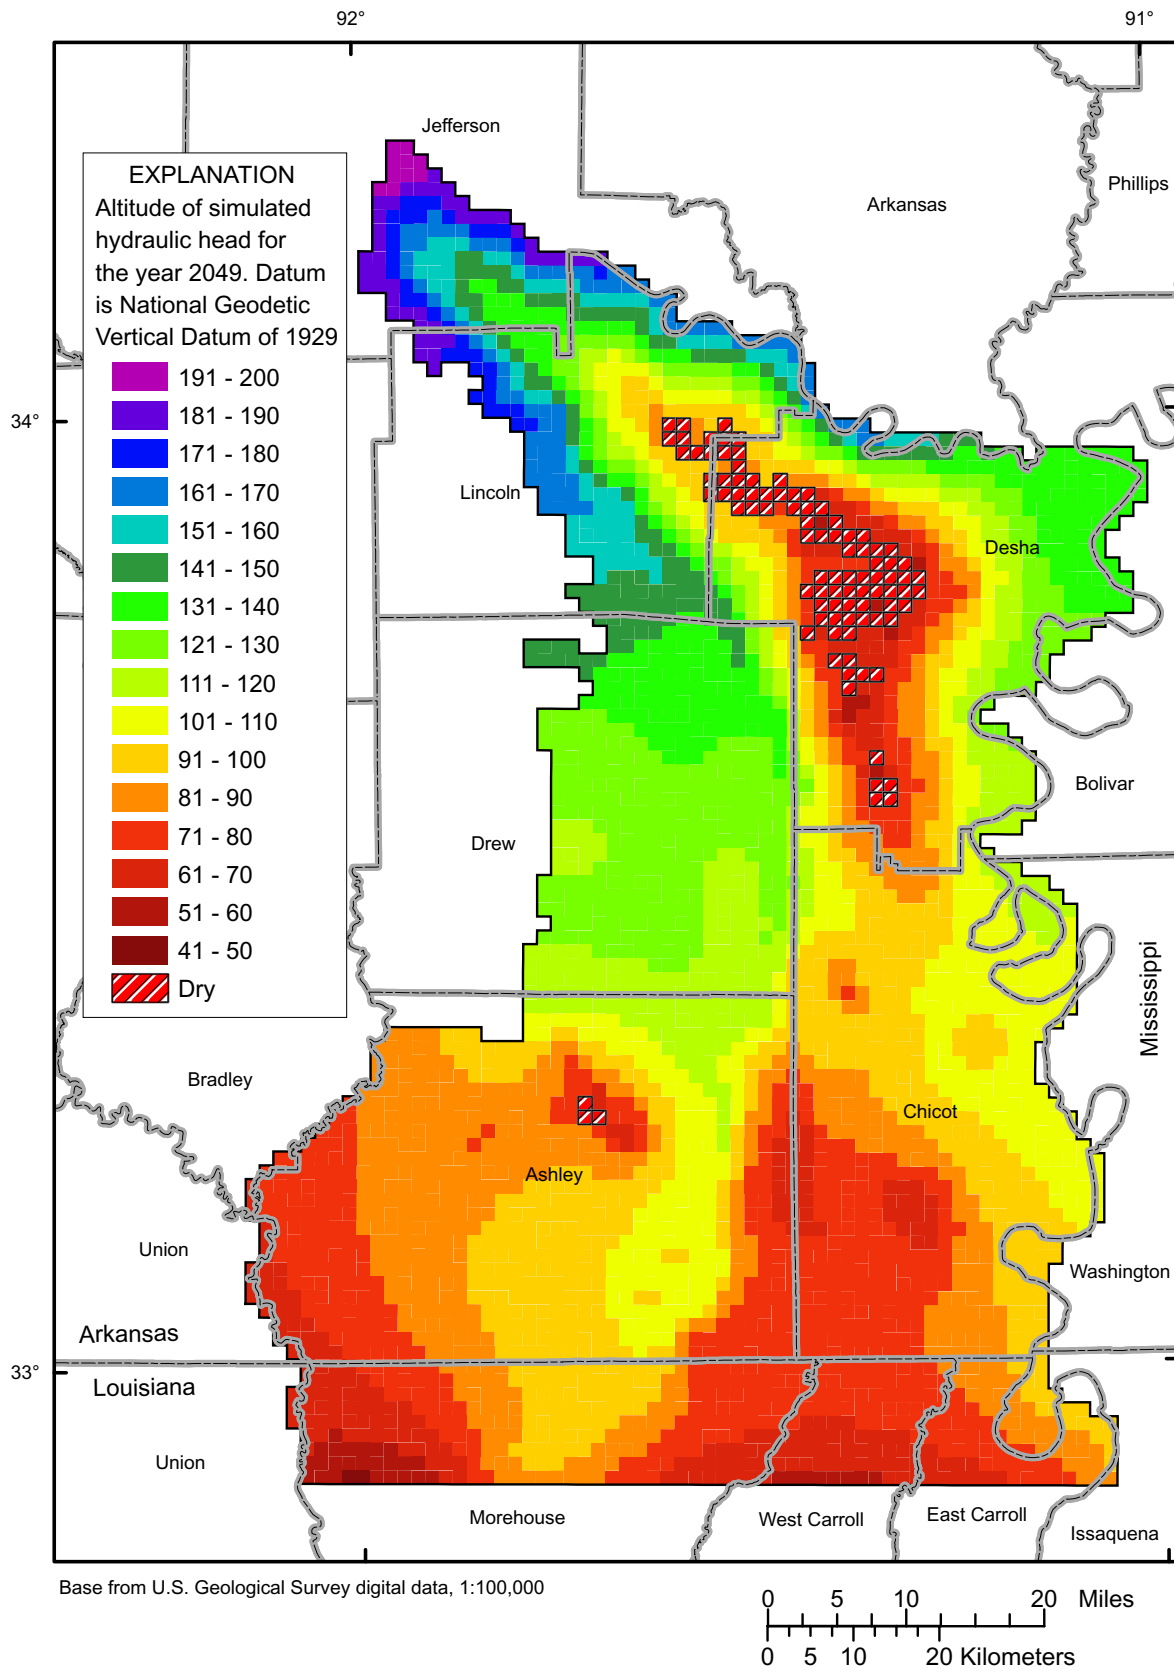 92° 91°
Jefferson
Phillips
Arkansas
EXPLANATION
Altitude of simulated
hydraulic head for
the year 2049. Datum
is National Geodetic
Vertical Datum of 1929
191 - 200
181 - 190
171 - 180
161 - 170
151 - 160
141 - 150
131 - 140
121 - 130
111 - 120
101 - 110
91 - 100
81 - 90
71 - 80
61 - 70
51 - 60
41 - 50
Dry
34°
Lincoln
Desha
Bolivar
Drew
Mississippi
Bradley
Chicot
Ashley
Union
Washington
Arkansas
33°
Louisiana
Union
Morehouse
West Carroll
East Carroll
Issaquena
Base from U.S. Geological Survey digital data, 1:100,000
0 5 10 20 Miles
0 5 10 20 Kilometers